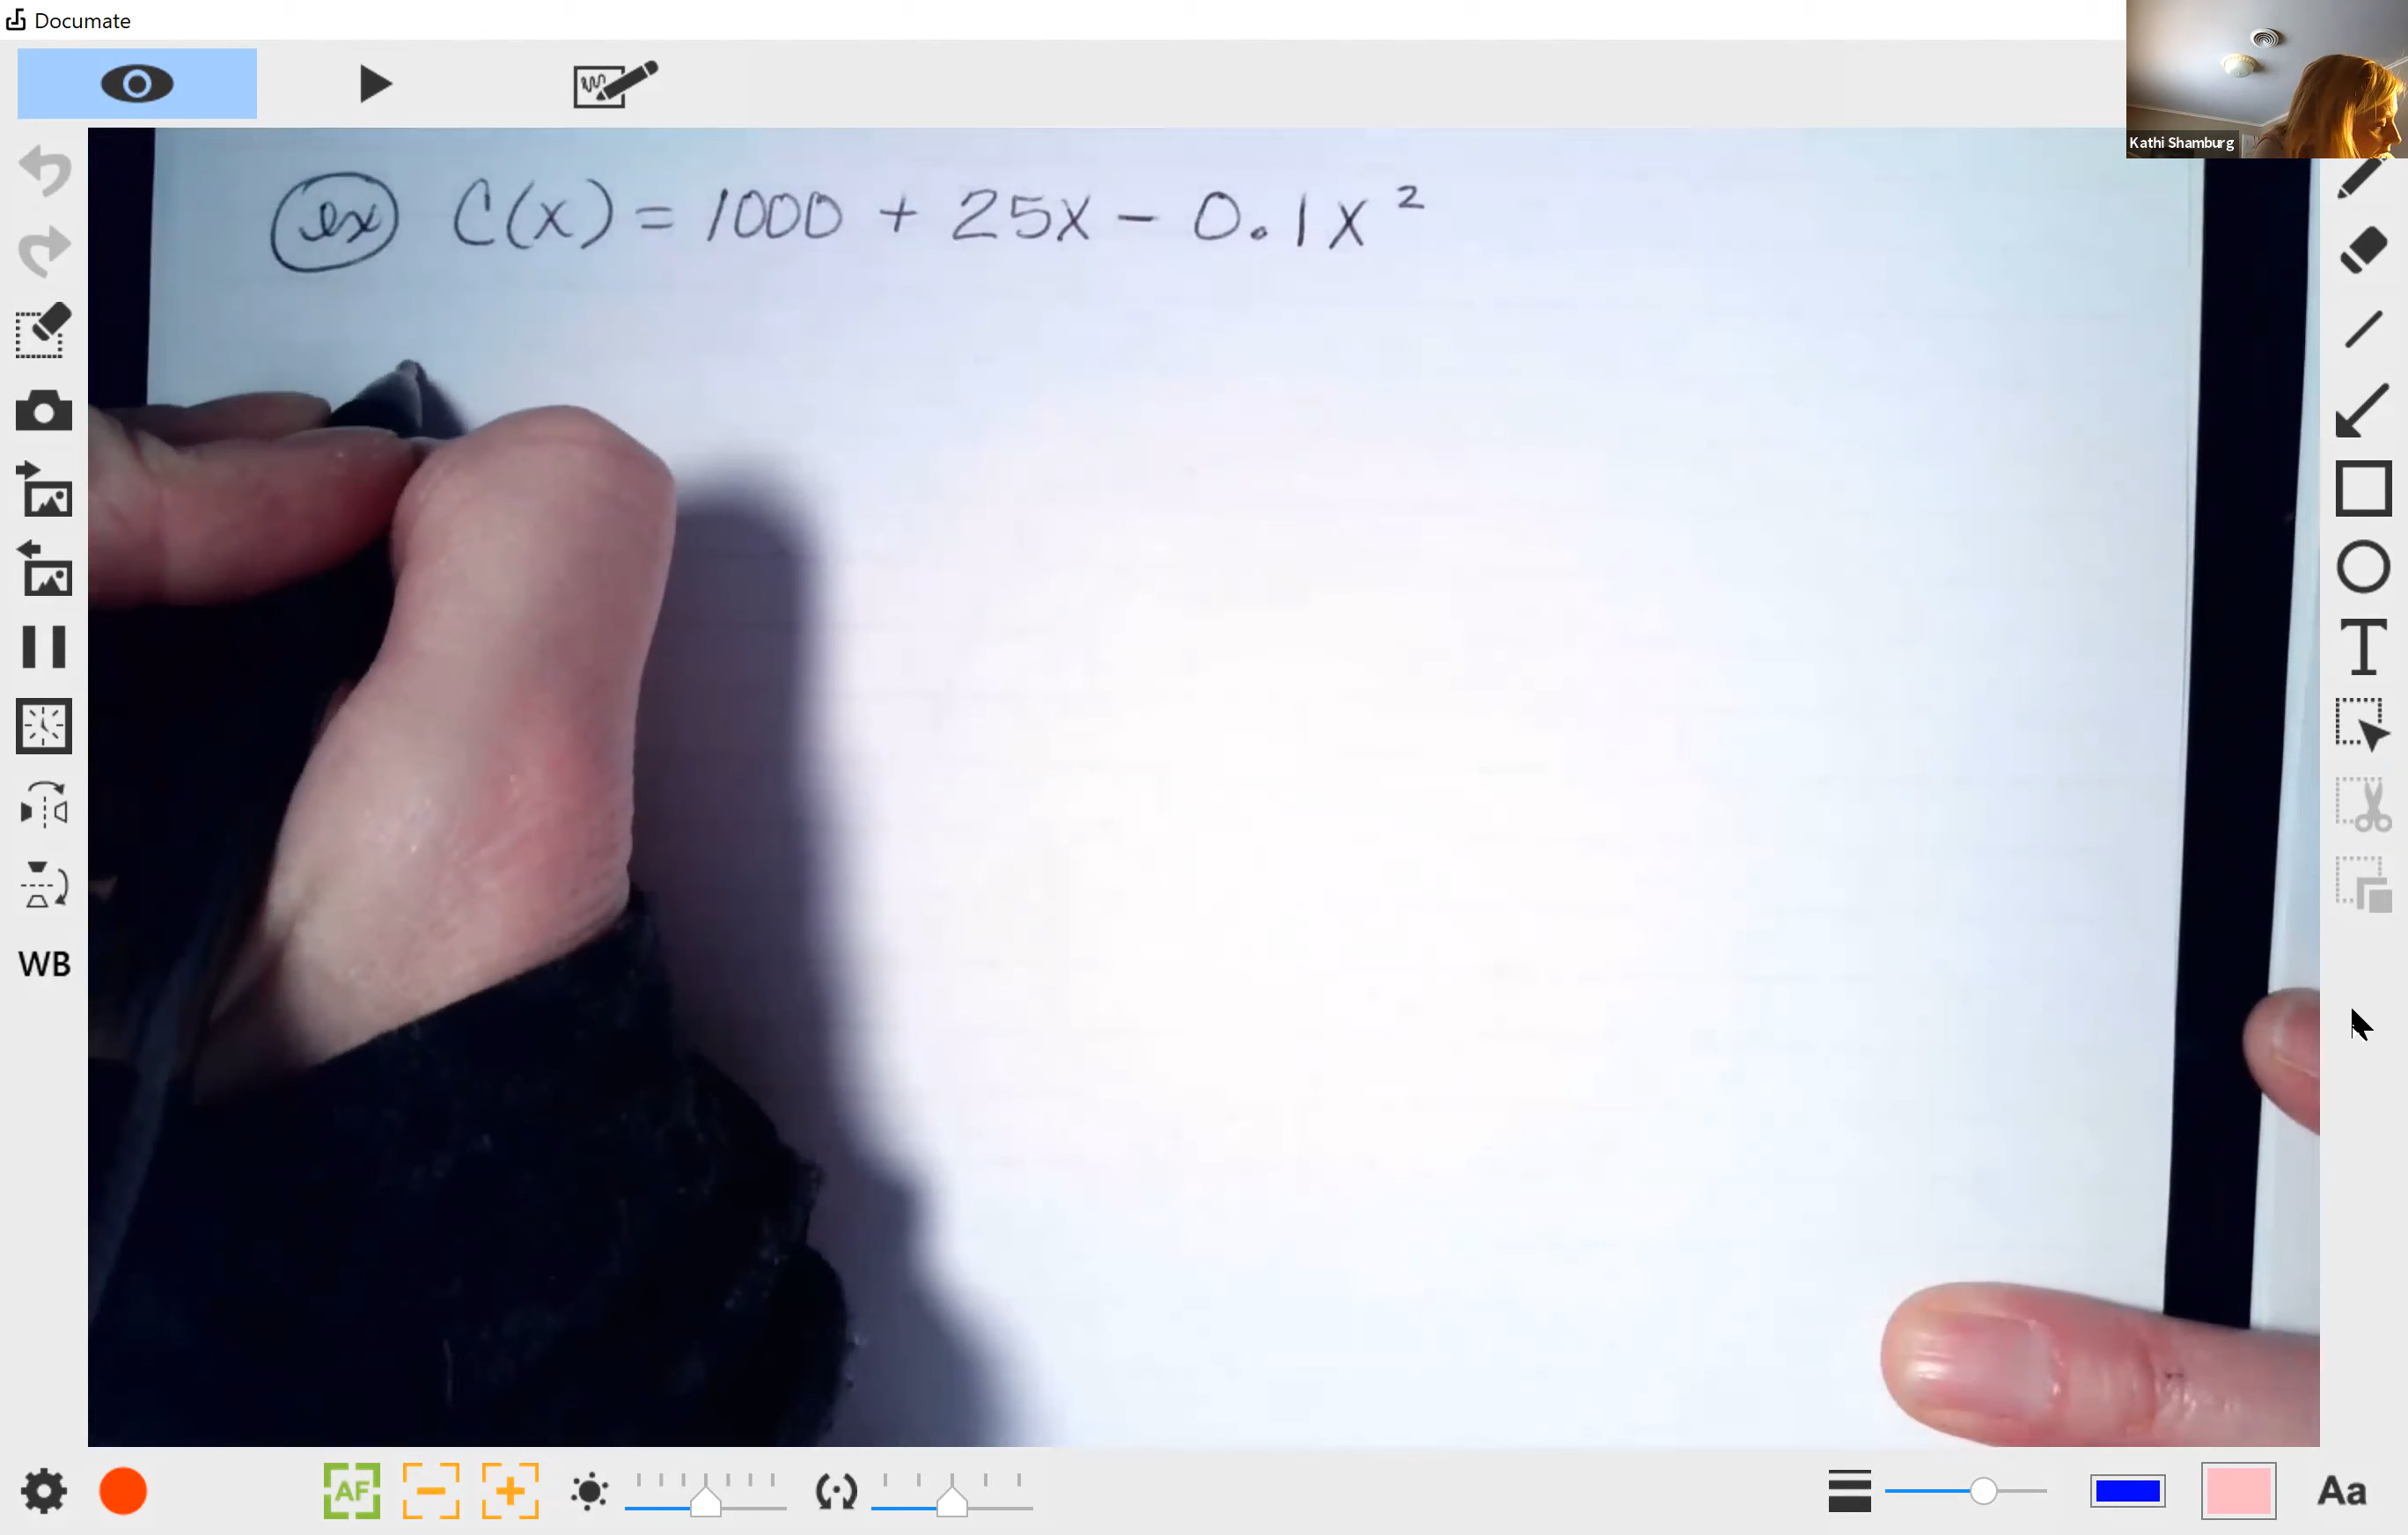 Documate
Kathi Shamburg
ex C(x) = 1000 + 25x - 0.1x²
T
WB
AF
Aa